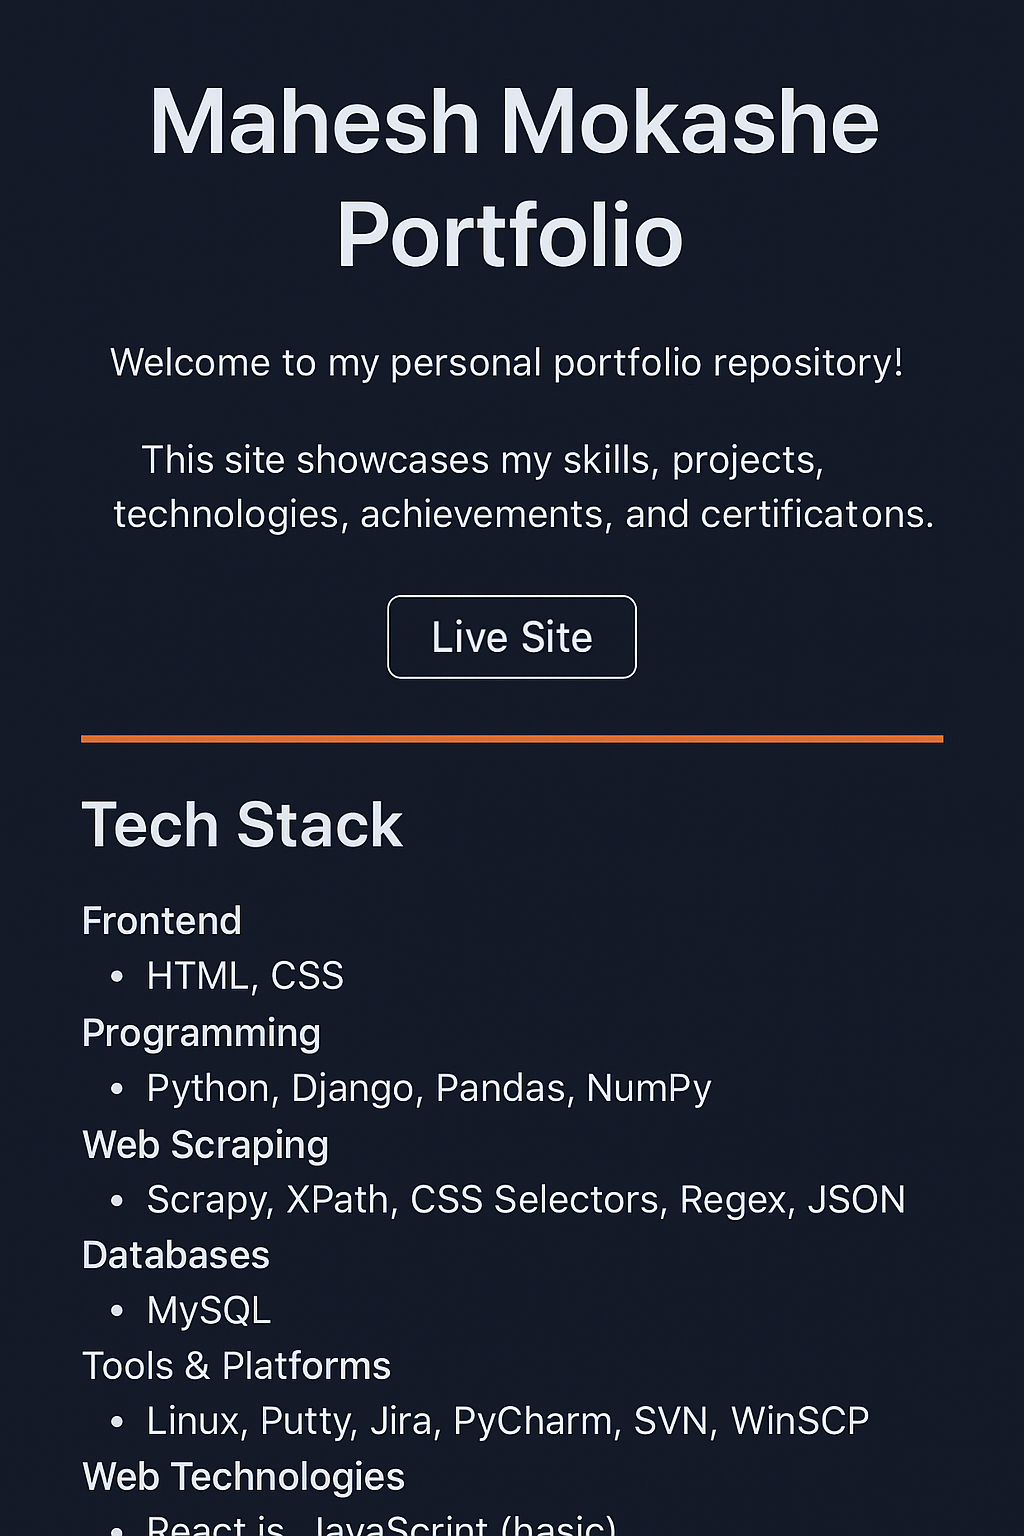 Mahesh Mokashe
Portfolio
Welcome to my personal portfolio repository!
This site showcases my skills, projects,
technologies, achievements, and certificatons.
Live Site
Tech Stack
Frontend
• HTML, CSS
Programming
• Python, Django, Pandas, NumPy
Web Scraping
• Scrapy, XPath, CSS Selectors, Regex, JSON
Databases
• MySQL
Tools & Platforms
• Linux, Putty, Jira, PyCharm, SVN, WinSCP
Web Technologies
• React.js, JavaScript (basic)